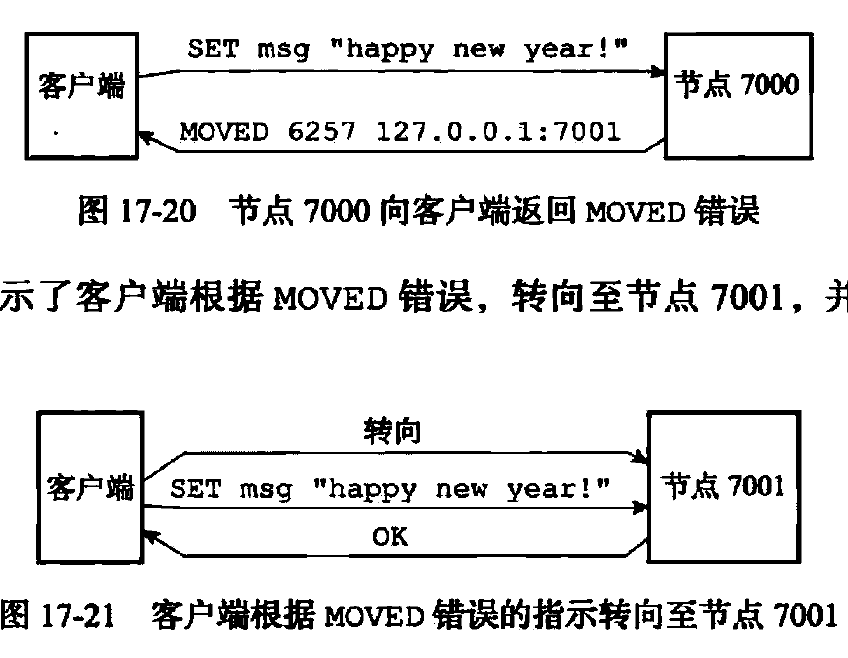 SET msg "happy new year!"
客户端
节点 7000
MOVED 6257 127.0.0.1:7001
图 17-20 节点 7000 向客户端返回 MOVED 错误
示了客户端根据 MOVED 错误，转向至节点 7001，并
转向
客户端
SET msg "happy new year!"
节点 7001
OK
图 17-21 客户端根据 MOVED 错误的指示转向至节点 7001